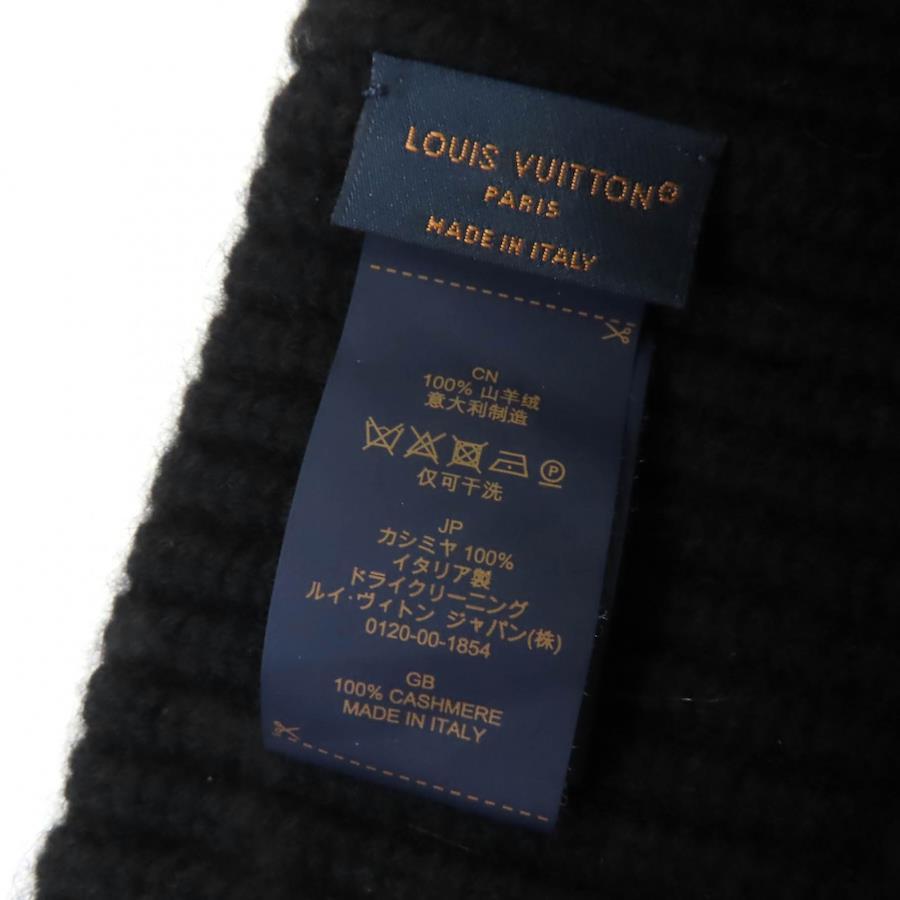 LOUIS VUITTON®
PARIS
MADE IN ITALY
CN
100% 山羊绒
意大利制造
P
仅可干洗
JP
カシミヤ 100%
イタリア製
ドライクリーニング
ルイ・ヴィトン ジャパン(株)
0120-00-1854
GB
100% CASHMERE
MADE IN ITALY